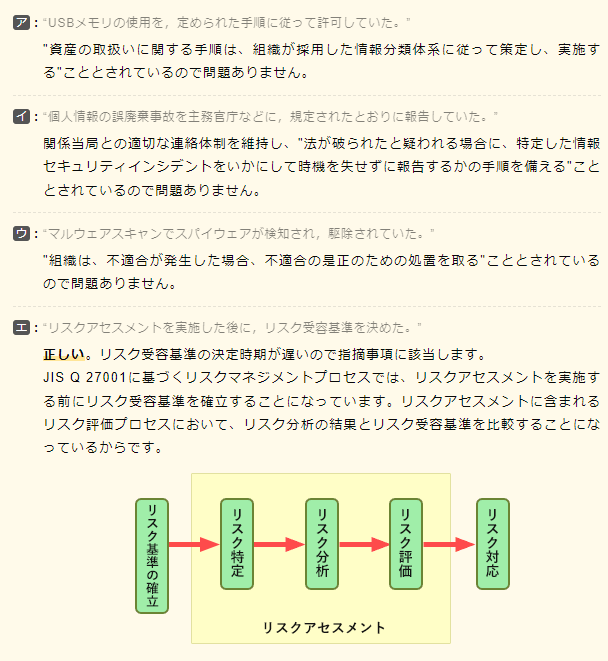 ア：“USBメモリの使用を，定められた手順に従って許可していた。”
"資産の取扱いに関する手順は、組織が採用した情報分類体系に従って策定し、実施す
る"こととされているので問題ありません。
イ：“個人情報の誤廃棄事故を主務官庁などに，規定されたとおりに報告していた。”
関係当局との適切な連絡体制を維持し、"法が破られたと疑われる場合に、特定した情報
セキュリティインシデントをいかにして時機を失せずに報告するかの手順を備える"こと
とされているので問題ありません。
ウ：“マルウェアスキャンでスパイウェアが検知され，駆除されていた。”
"組織は、不適合が発生した場合、不適合の是正のための処置を取る"こととされている
ので問題ありません。
エ：“リスクアセスメントを実施した後に，リスク受容基準を決めた。”
正しい。リスク受容基準の決定時期が遅いので指摘事項に該当します。
JIS Q 27001に基づくリスクマネジメントプロセスでは、リスクアセスメントを実施す
る前にリスク受容基準を確立することになっています。リスクアセスメントに含まれる
リスク評価プロセスにおいて、リスク分析の結果とリスク受容基準を比較することにな
っているからです。
リスク基準の確立
リスク特定
リスク分析
リスク評価
リスク対応
リスクアセスメント